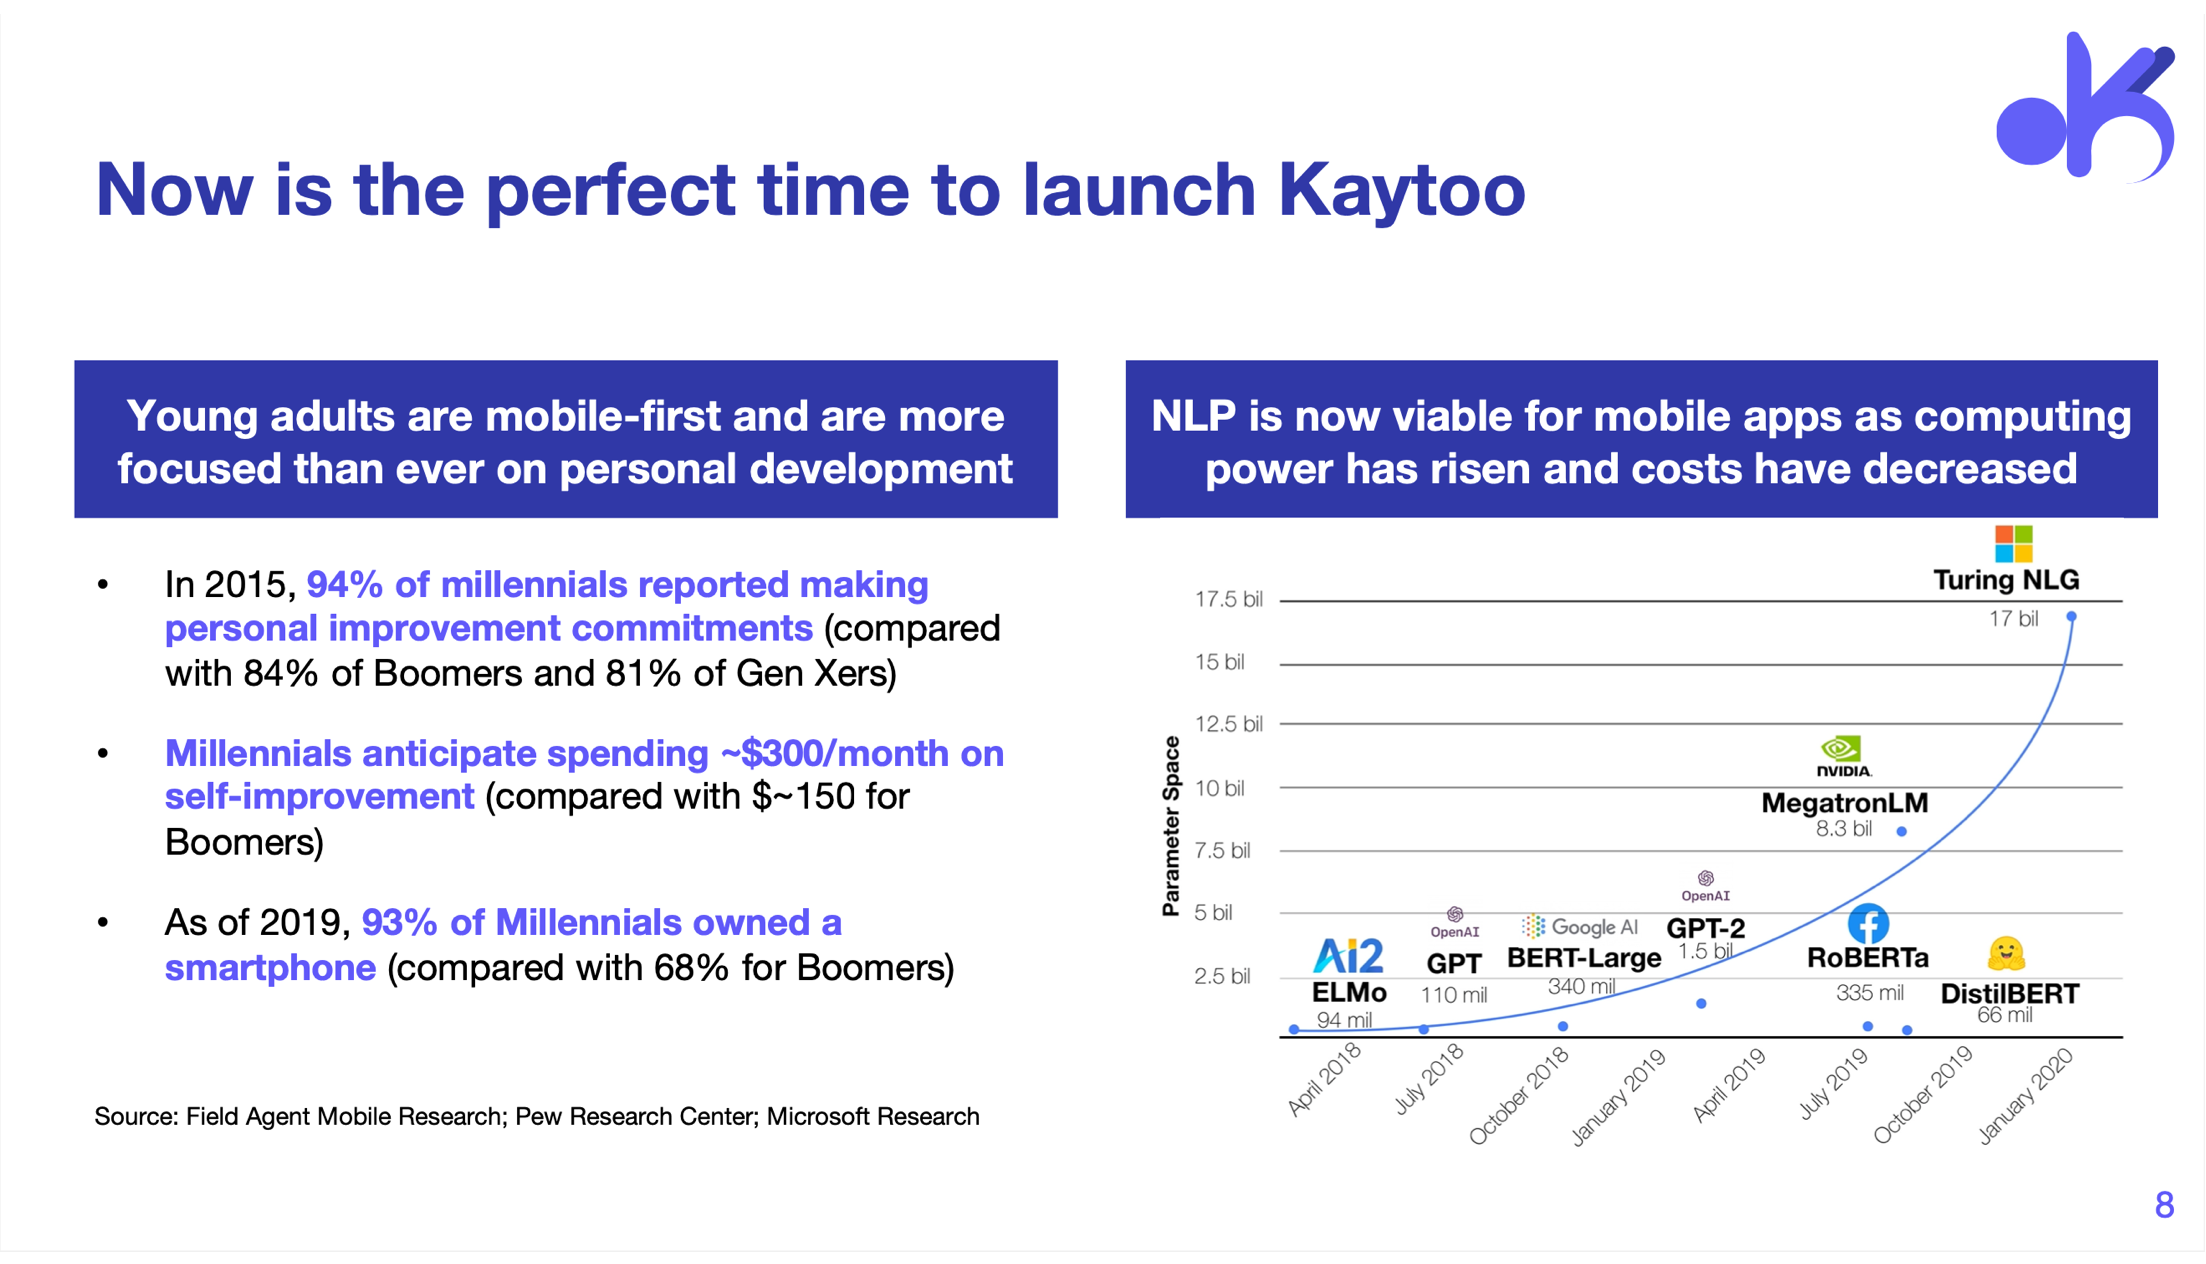 Now is the perfect time to launch Kaytoo
Young adults are mobile-first and are more
focused than ever on personal development
• In 2015, 94% of millennials reported making
personal improvement commitments (compared
with 84% of Boomers and 81% of Gen Xers)
• Millennials anticipate spending ~$300/month on
self-improvement (compared with $~150 for
Boomers)
• As of 2019, 93% of Millennials owned a
smartphone (compared with 68% for Boomers)
Source: Field Agent Mobile Research; Pew Research Center; Microsoft Research
NLP is now viable for mobile apps as computing
power has risen and costs have decreased
Parameter Space
17.5 bil
15 bil
12.5 bil
10 bil
7.5 bil
5 bil
2.5 bil
Ai2
ELMo
94 mil
OpenAI
GPT
110 mil
Google AI
BERT-Large
340 mil
OpenAI
GPT-2
1.5 bil
NVIDIA.
MegatronLM
8.3 bil
RoBERTa
335 mil
DistilBERT
66 mil
Turing NLG
17 bil
April 2018
July 2018
October 2018
January 2019
April 2019
July 2019
October 2019
January 2020
8